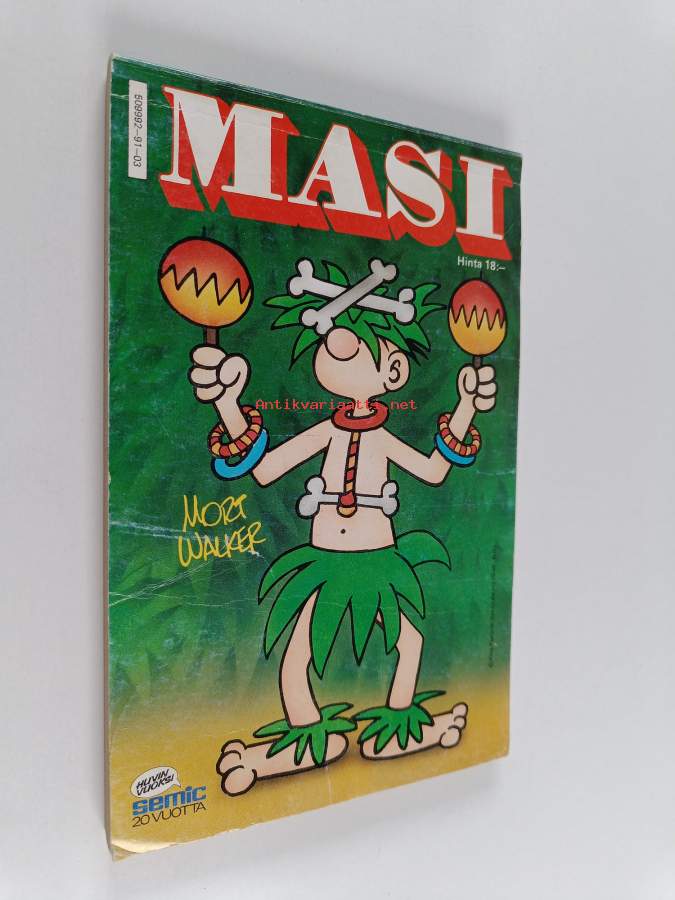 609992-91-03
MASI
Hinta 18:-
Antikvariaatti.net
MORT
WALKER
HUVIN
VUOKSI
semic
20 VUOTTA